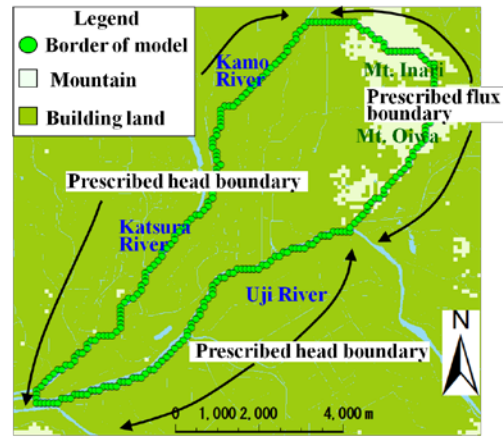 Legend
Border of model
Mountain
Building land
Kamo
River
Mt. Inari
Prescribed flux
boundary
Mt. Oiwa
Prescribed head boundary
Katsura
River
Uji River
Prescribed head boundary
N
0 1,000 2,000 4,000 m